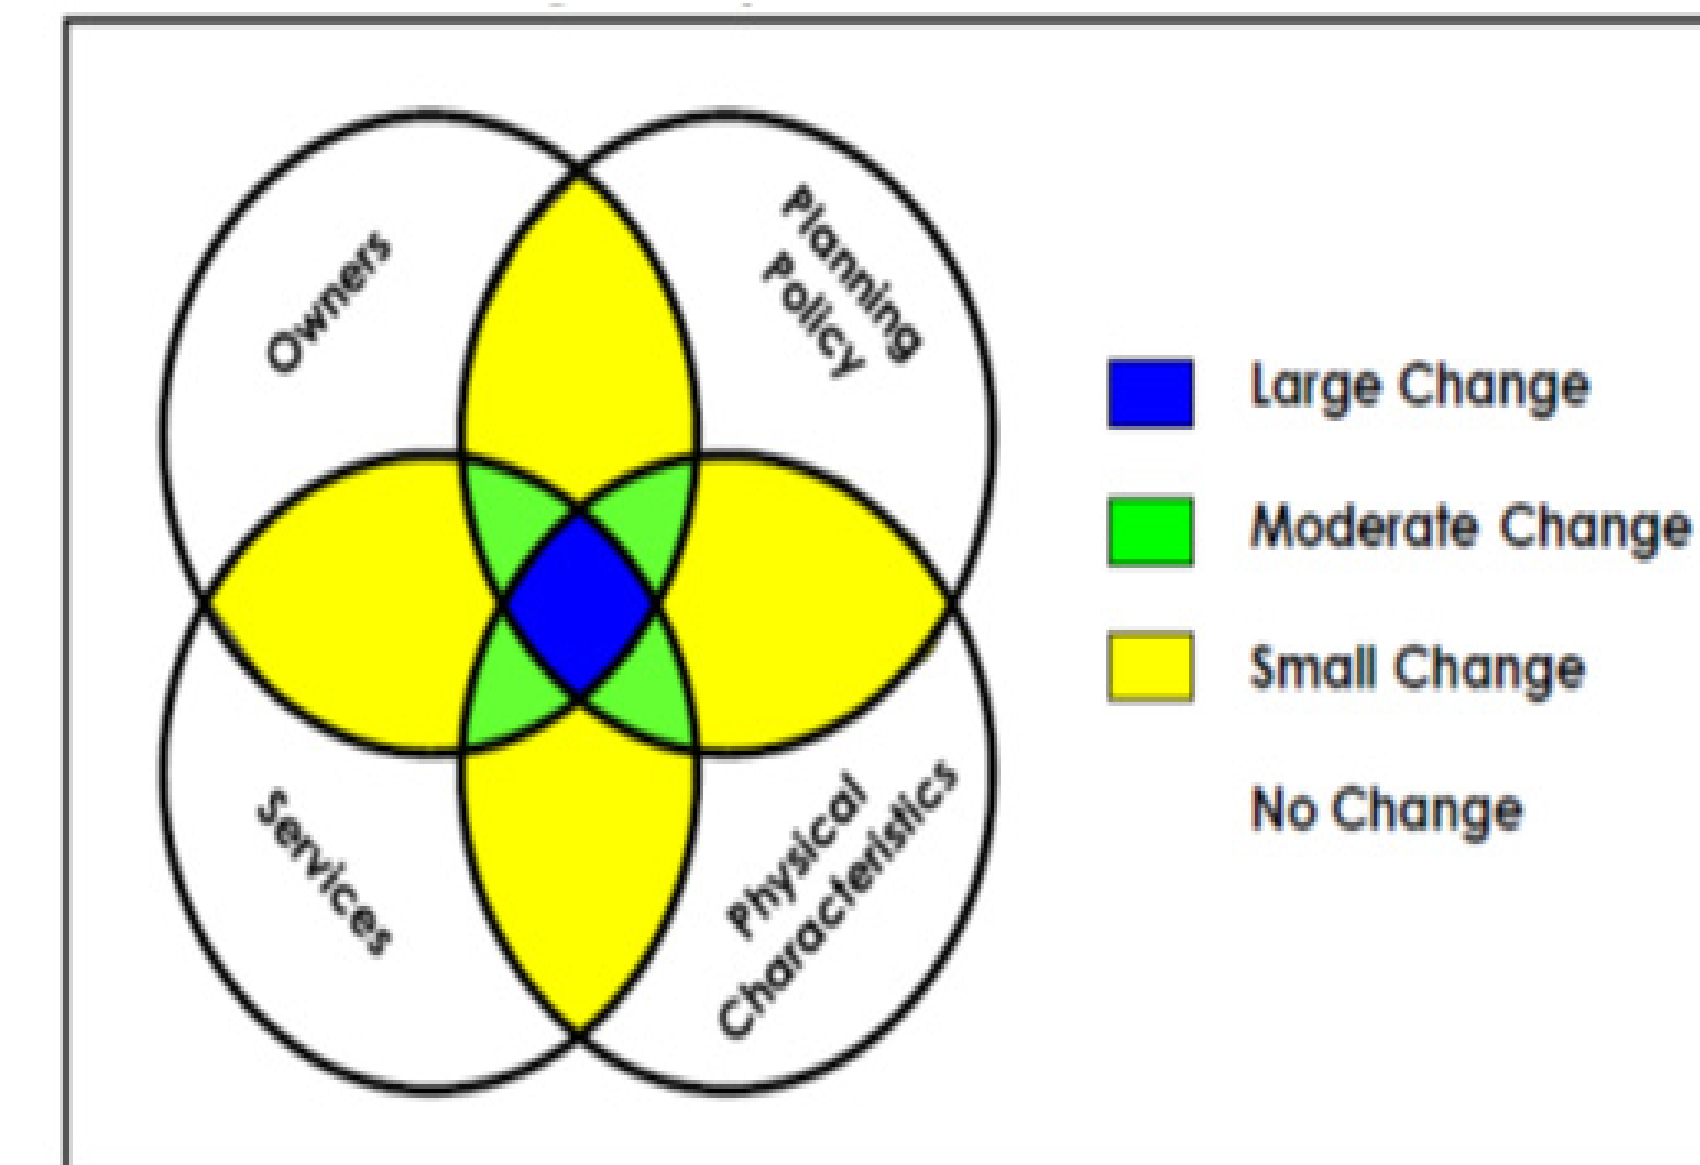 Owners
Planning
Policy
Services
Physical
Characteristics
Large Change
Moderate Change
Small Change
No Change